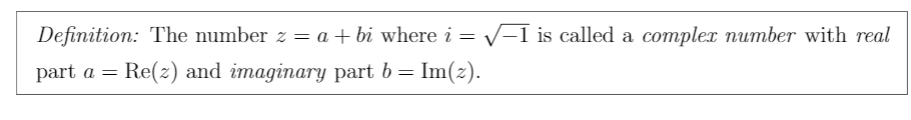 Definition: The number z = a + bi where i = √−1 is called a complex number with real
part a = Re(z) and imaginary part b = Im(z).